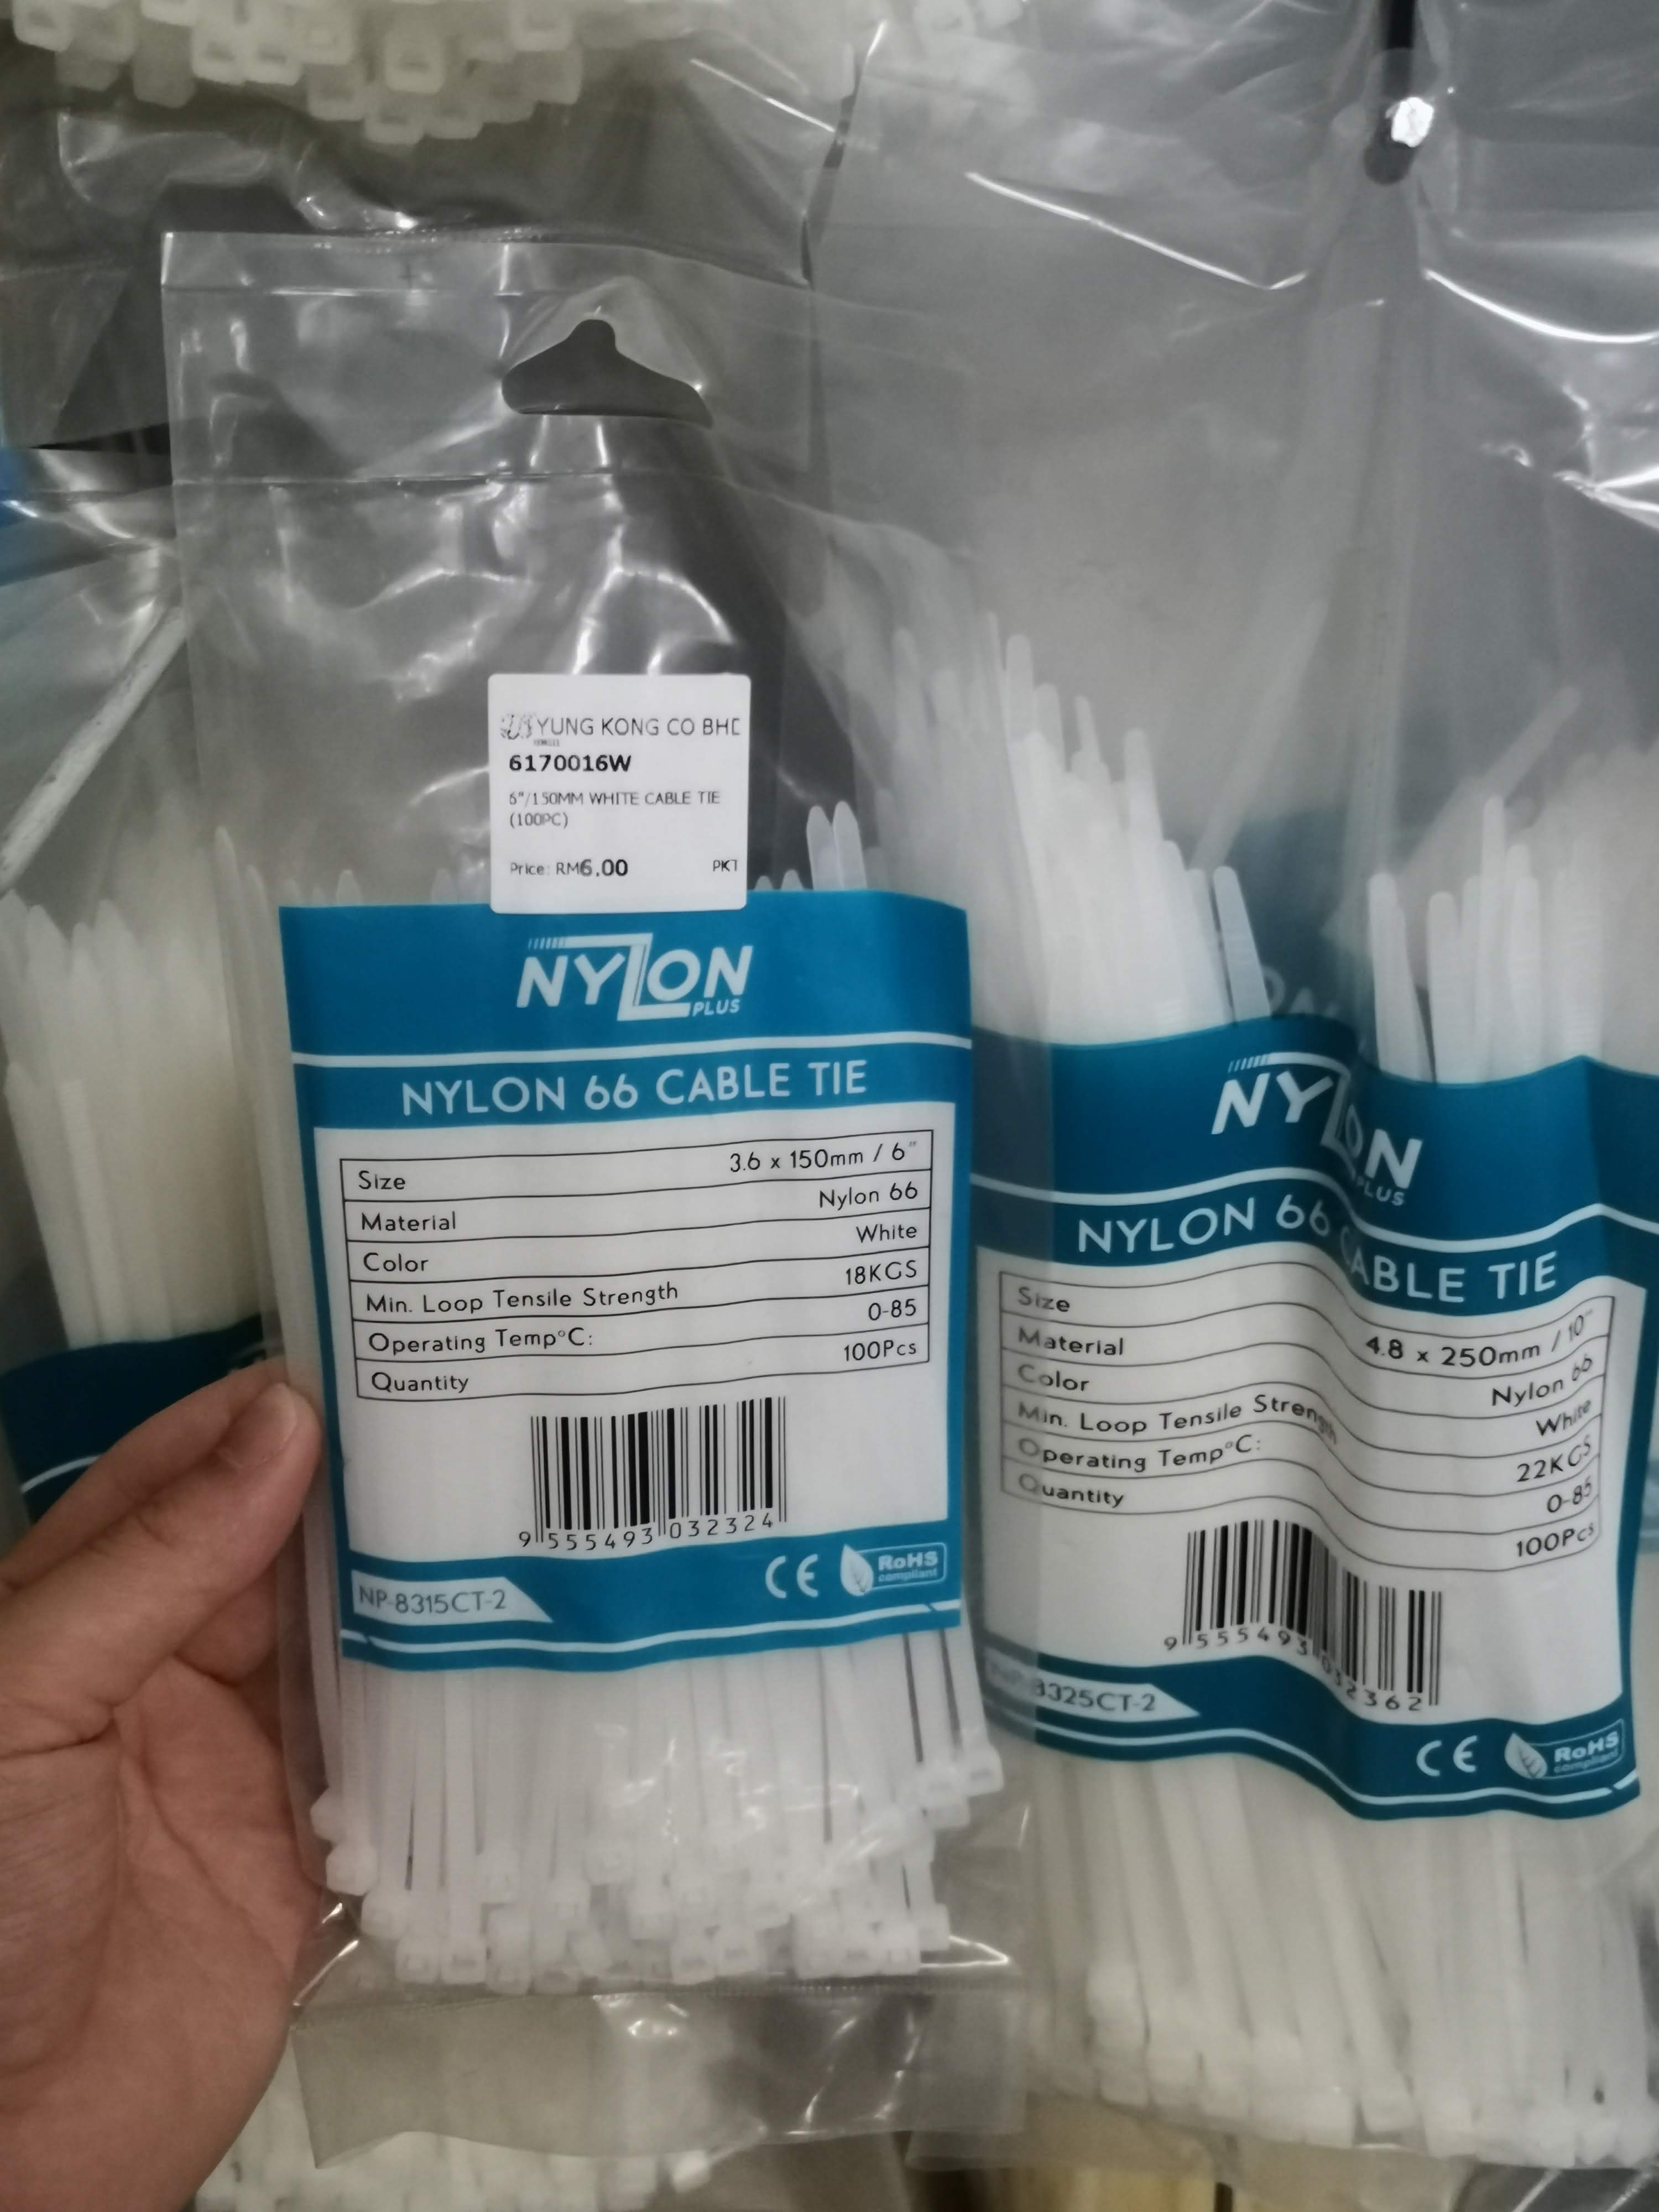 YUNG KONG CO BHD
6170016W
6"/150MM WHITE CABLE TIE
(100PC)
Price: RM6.00 PKT
NYLON
PLUS
NYLON 66 CABLE TIE
Size 3.6 x 150mm / 6"
Material Nylon 66
Color White
Min. Loop Tensile Strength 18KGS
Operating Temp°C: 0-85
Quantity 100Pcs
9 555493 032324
NP-8315CT-2
CE RoHS
compliant
NYLON
PLUS
NYLON 66 CABLE TIE
Size 4.8 x 250mm / 10"
Material Nylon 66
Color White
Min. Loop Tensile Strength 22KGS
Operating Temp°C: 0-85
Quantity 100Pcs
9 555493 032362
8325CT-2
CE RoHS
compliant